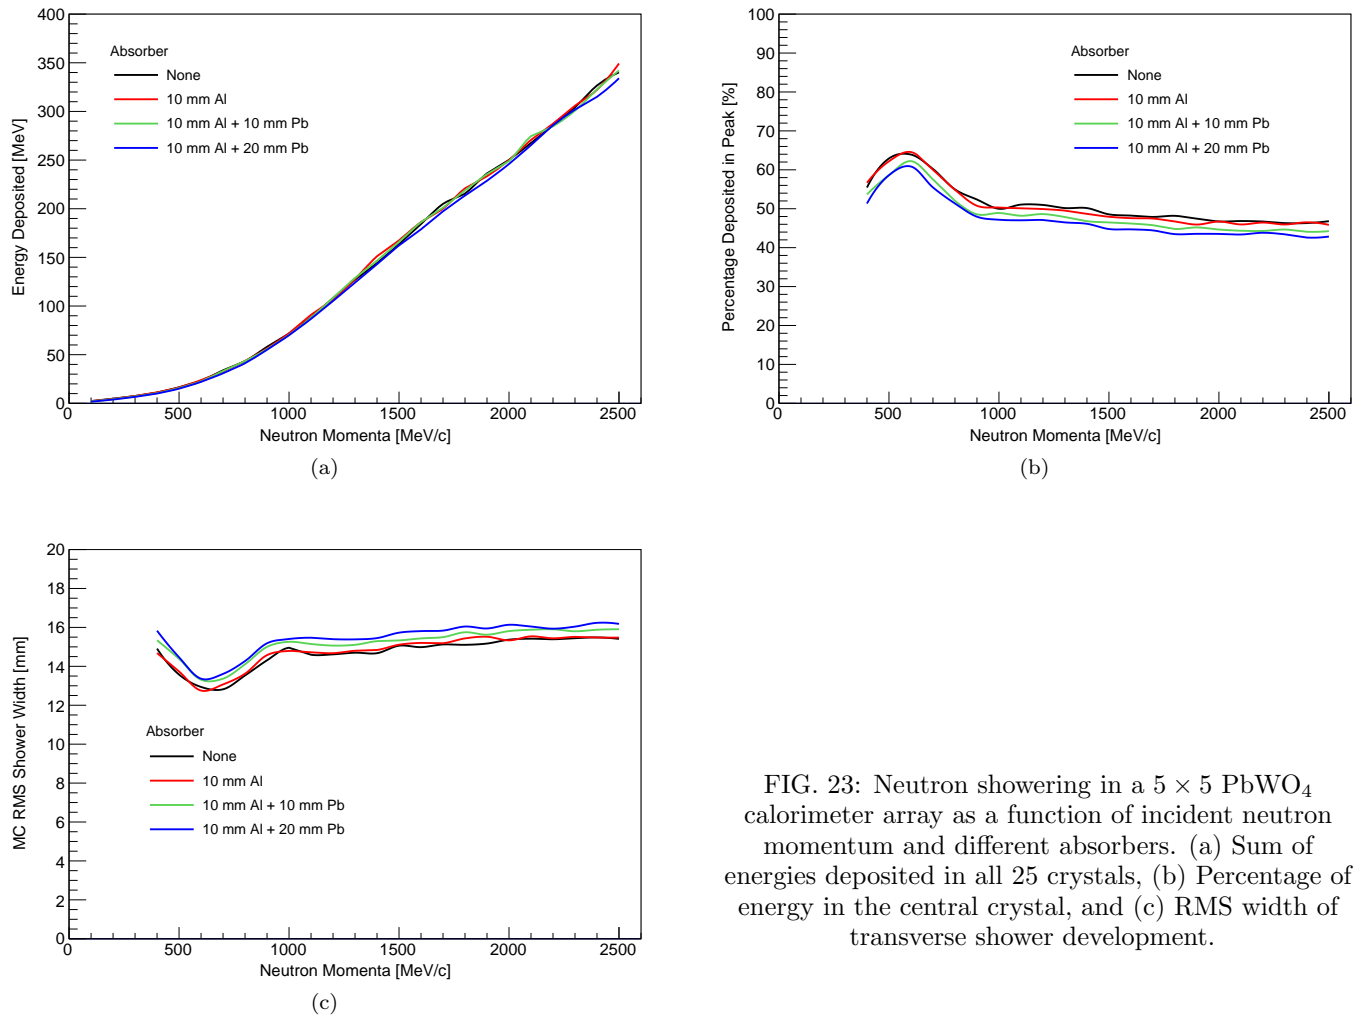 400
350
300
250
200
150
100
50
0
Energy Deposited [MeV]
Absorber
None
10 mm Al
10 mm Al + 10 mm Pb
10 mm Al + 20 mm Pb
0 500 1000 1500 2000 2500
Neutron Momenta [MeV/c]
(a)
100
90
80
70
60
50
40
30
20
10
0
Percentage Deposited in Peak [%]
Absorber
None
10 mm Al
10 mm Al + 10 mm Pb
10 mm Al + 20 mm Pb
0 500 1000 1500 2000 2500
Neutron Momenta [MeV/c]
(b)
20
18
16
14
12
10
8
6
4
2
0
MC RMS Shower Width [mm]
Absorber
None
10 mm Al
10 mm Al + 10 mm Pb
10 mm Al + 20 mm Pb
0 500 1000 1500 2000 2500
Neutron Momenta [MeV/c]
(c)
FIG. 23: Neutron showering in a 5 × 5 PbWO₄
calorimeter array as a function of incident neutron
momentum and different absorbers. (a) Sum of
energies deposited in all 25 crystals, (b) Percentage of
energy in the central crystal, and (c) RMS width of
transverse shower development.